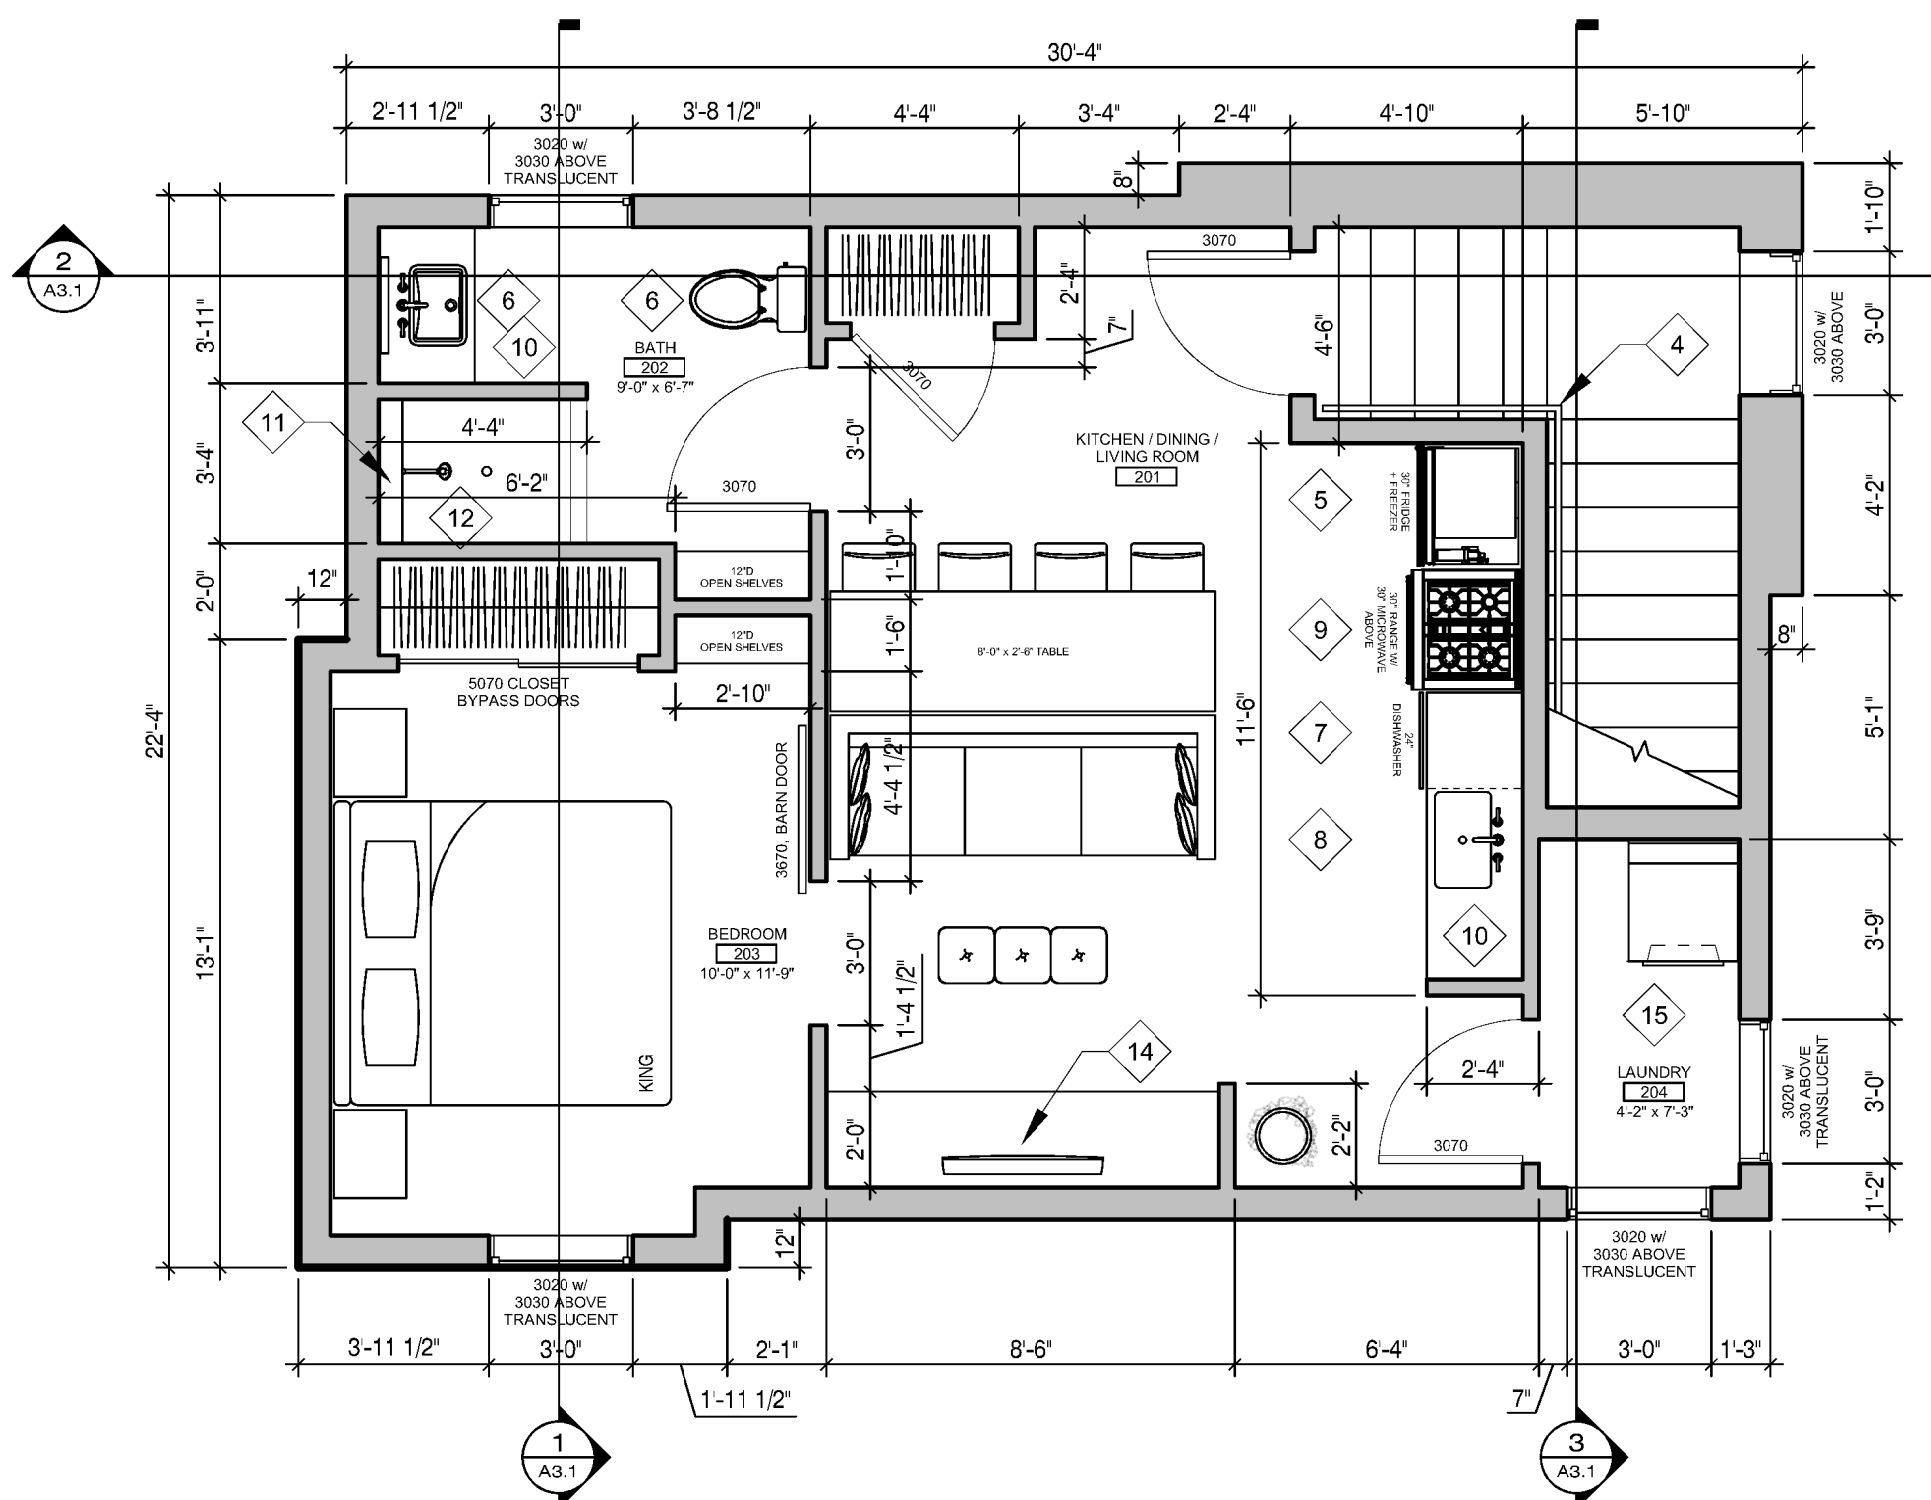 30'-4"
2'-11 1/2"
3'-0"
3'-8 1/2"
4'-4"
3'-4"
2'-4"
4'-10"
5'-10"
3020 w/
3030 ABOVE
TRANSLUCENT
8"
1'-10"
2
A3.1
3070
2'-4"
7"
4'-6"
3'-0"
3020 w/
3030 ABOVE
4
3'-11"
6
6
10
BATH
202
9'-0" x 6'-7"
3070
11
4'-4"
3'-4"
6'-2"
12
3070
3'-0"
KITCHEN / DINING /
LIVING ROOM
201
5
30" FRIDGE
+ FREEZER
4'-2"
12"
2'-0"
12"D
OPEN SHELVES
1'-10"
12"D
OPEN SHELVES
1'-6"
8'-0" x 2'-6" TABLE
9
30" RANGE W/
30" MICROWAVE
ABOVE
8"
5070 CLOSET
BYPASS DOORS
2'-10"
22'-4"
11'-6"
7
24"
DISHWASHER
5'-1"
3670, BARN DOOR
4'-4 1/2"
8
13'-1"
BEDROOM
203
10'-0" x 11'-9"
3'-0"
1'-4 1/2"
10
3'-9"
15
KING
14
2'-4"
LAUNDRY
204
4'-2" x 7'-3"
3'-0"
3020 w/
3030 ABOVE
TRANSLUCENT
2'-0"
2'-2"
3070
1'-2"
12"
3020 w/
3030 ABOVE
TRANSLUCENT
3020 w/
3030 ABOVE
TRANSLUCENT
3'-11 1/2"
3'-0"
2'-1"
8'-6"
6'-4"
3'-0"
1'-3"
1'-11 1/2"
7"
1
A3.1
3
A3.1